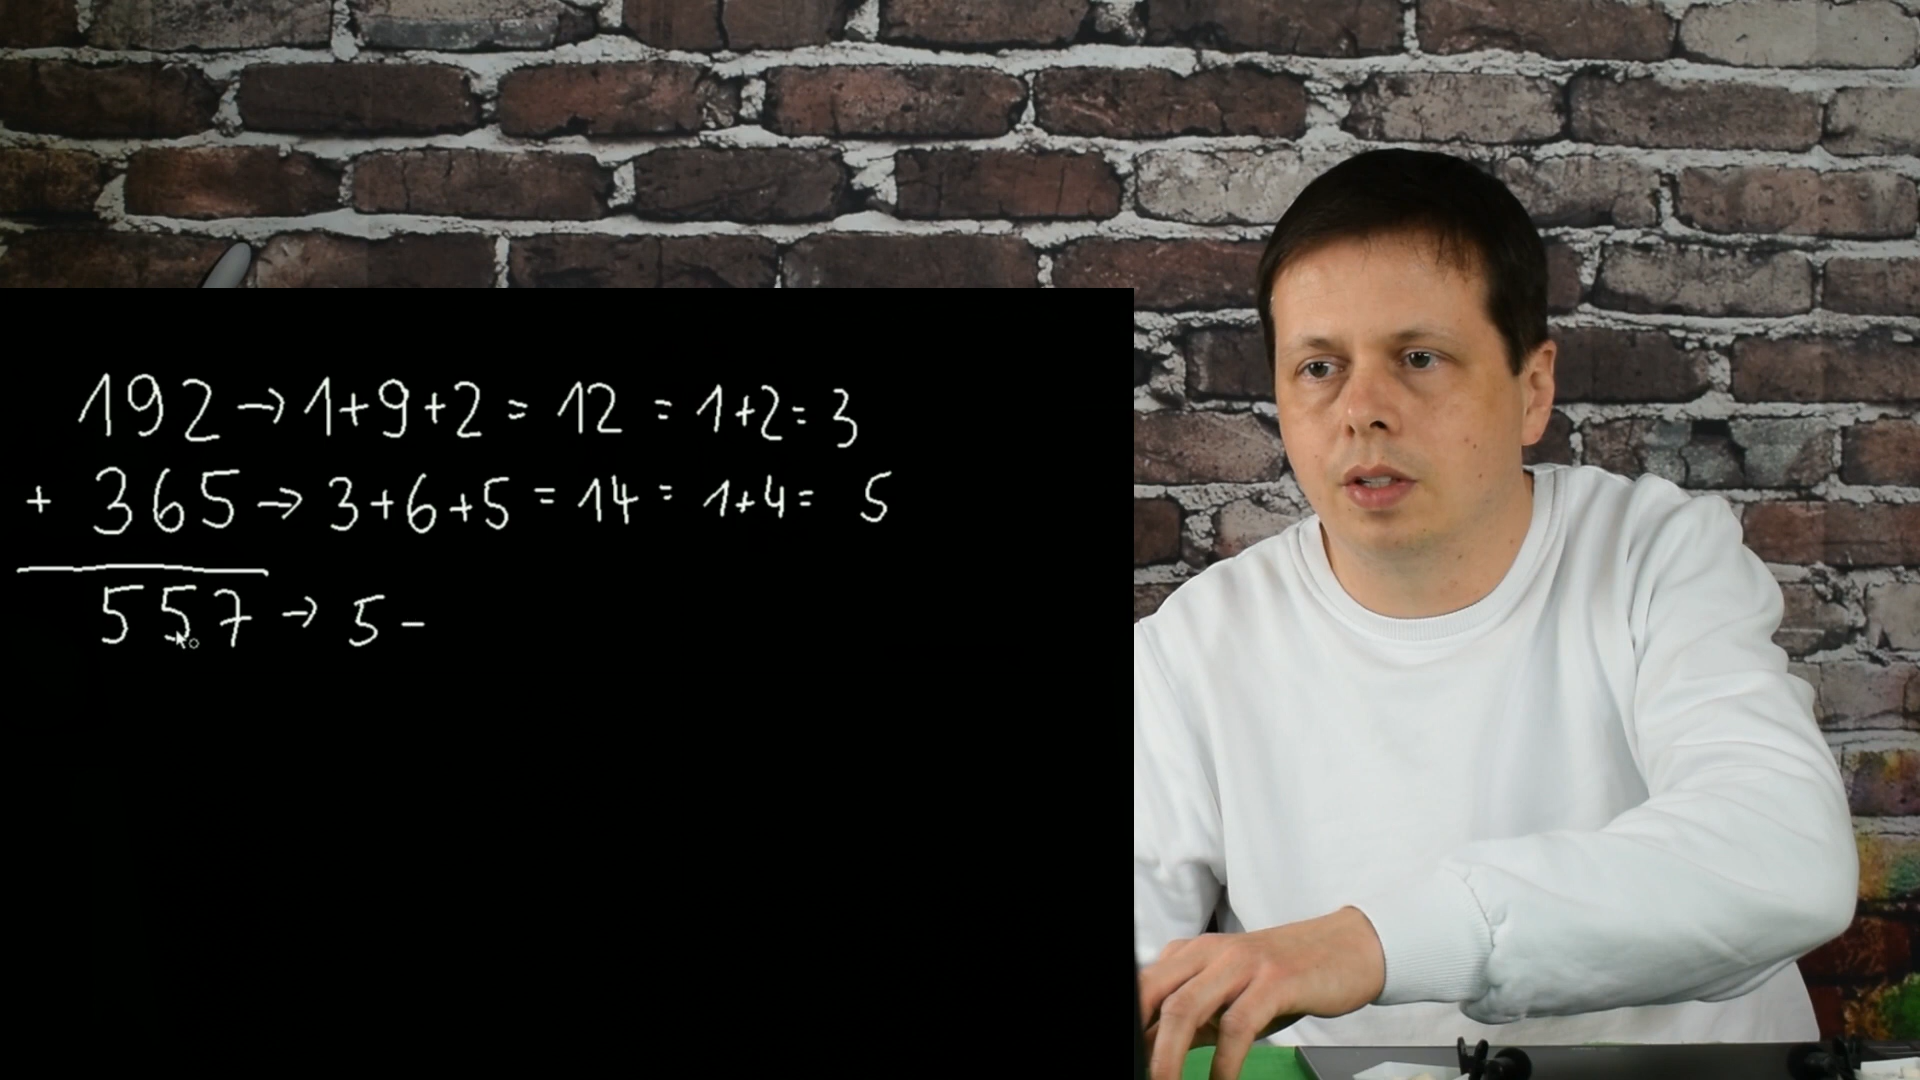 192 → 1+9+2 = 12 = 1+2 = 3
+ 365 → 3+6+5 = 14 = 1+4 = 5
557 → 5 -